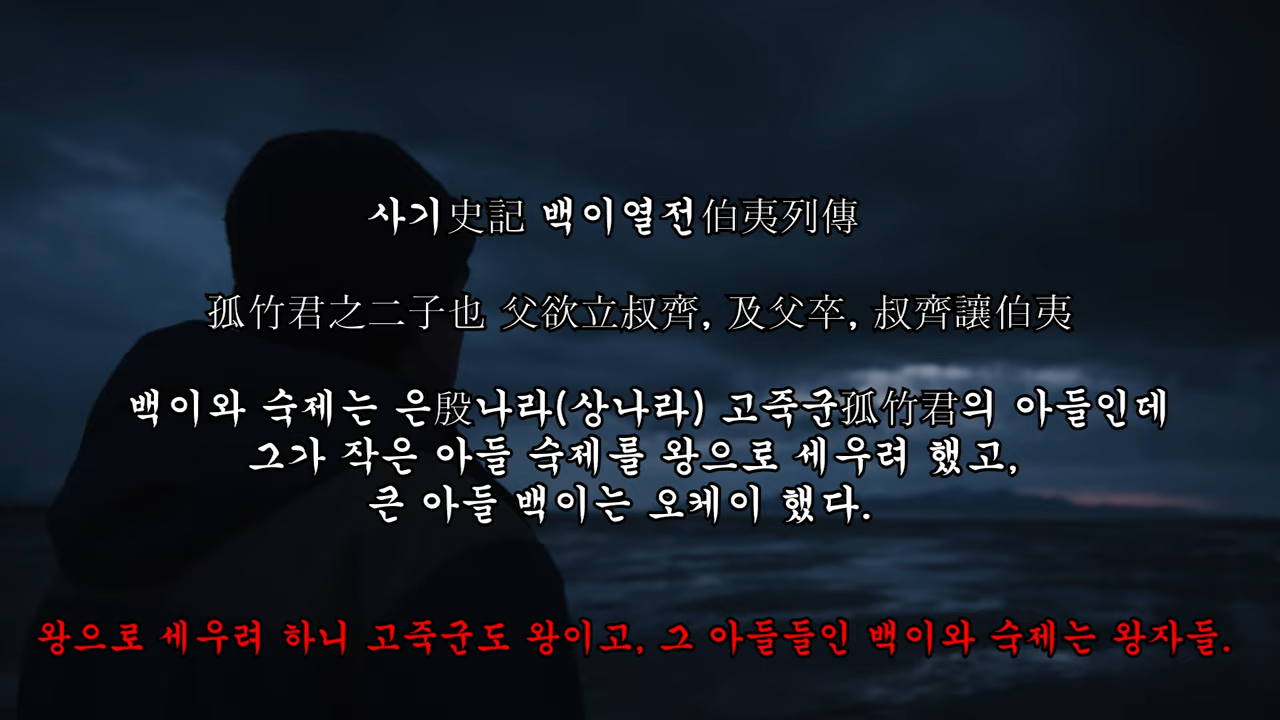 사기史記 백이열전伯夷列傳
孤竹君之二子也 父欲立叔齊, 及父卒, 叔齊讓伯夷
백이와 숙제는 은殷나라(상나라) 고죽군孤竹君의 아들인데
그가 작은 아들 숙제를 왕으로 세우려 했고,
큰 아들 백이는 오케이 했다.
왕으로 세우려 하니 고죽군도 왕이고, 그 아들들인 백이와 숙제는 왕자들.